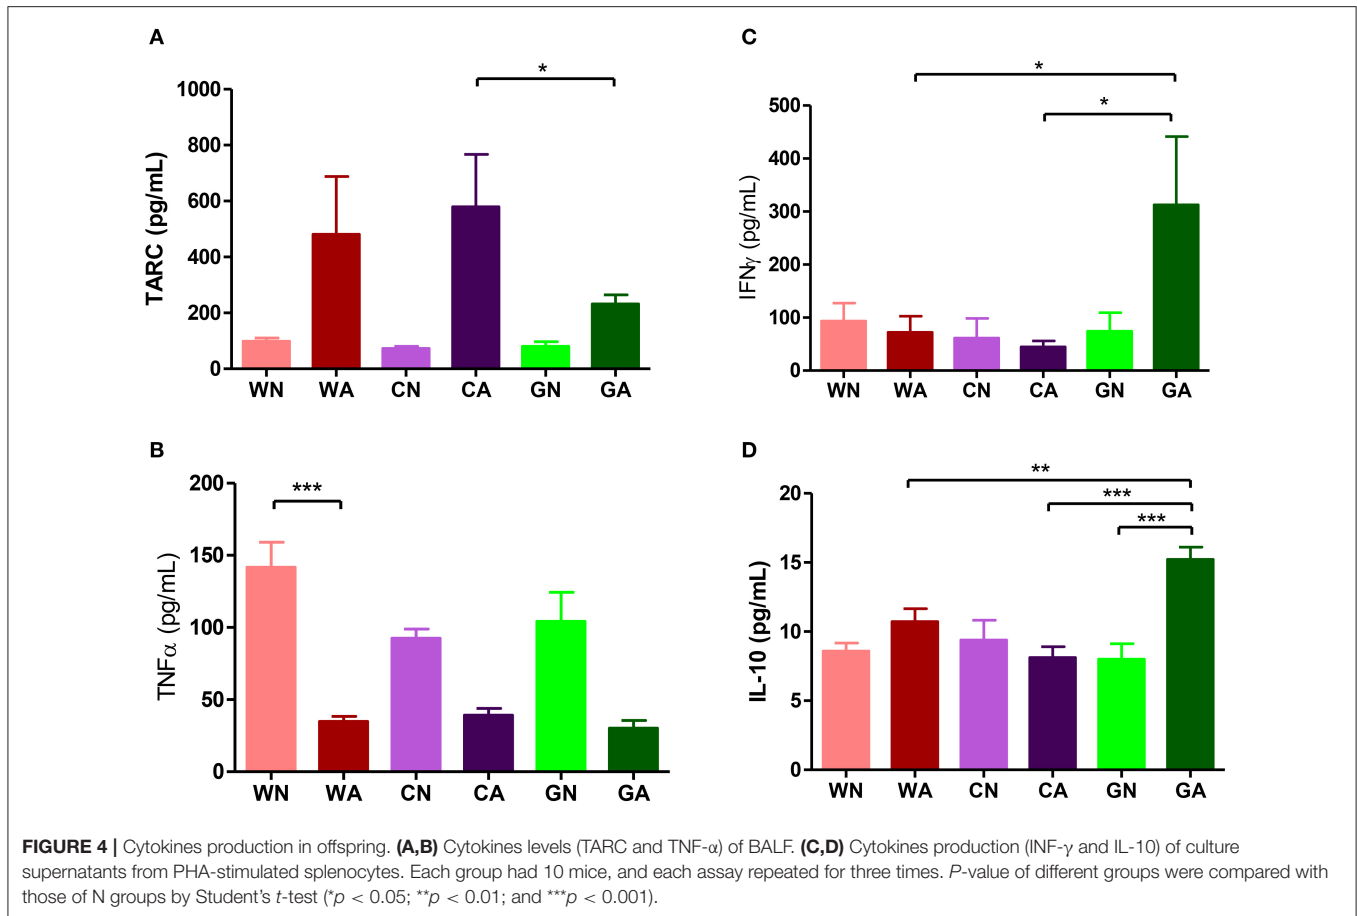 A
*
1000
800
600
400
200
0
TARC (pg/mL)
WN WA CN CA GN GA
C
*
*
500
400
300
200
100
0
IFNγ (pg/mL)
WN WA CN CA GN GA
B
***
200
150
100
50
0
TNFα (pg/mL)
WN WA CN CA GN GA
D
**
***
***
20
15
10
5
0
IL-10 (pg/mL)
WN WA CN CA GN GA
FIGURE 4 | Cytokines production in offspring. (A,B) Cytokines levels (TARC and TNF-α) of BALF. (C,D) Cytokines production (INF-γ and IL-10) of culture
supernatants from PHA-stimulated splenocytes. Each group had 10 mice, and each assay repeated for three times. P-value of different groups were compared with
those of N groups by Student's t-test (*p < 0.05; **p < 0.01; and ***p < 0.001).